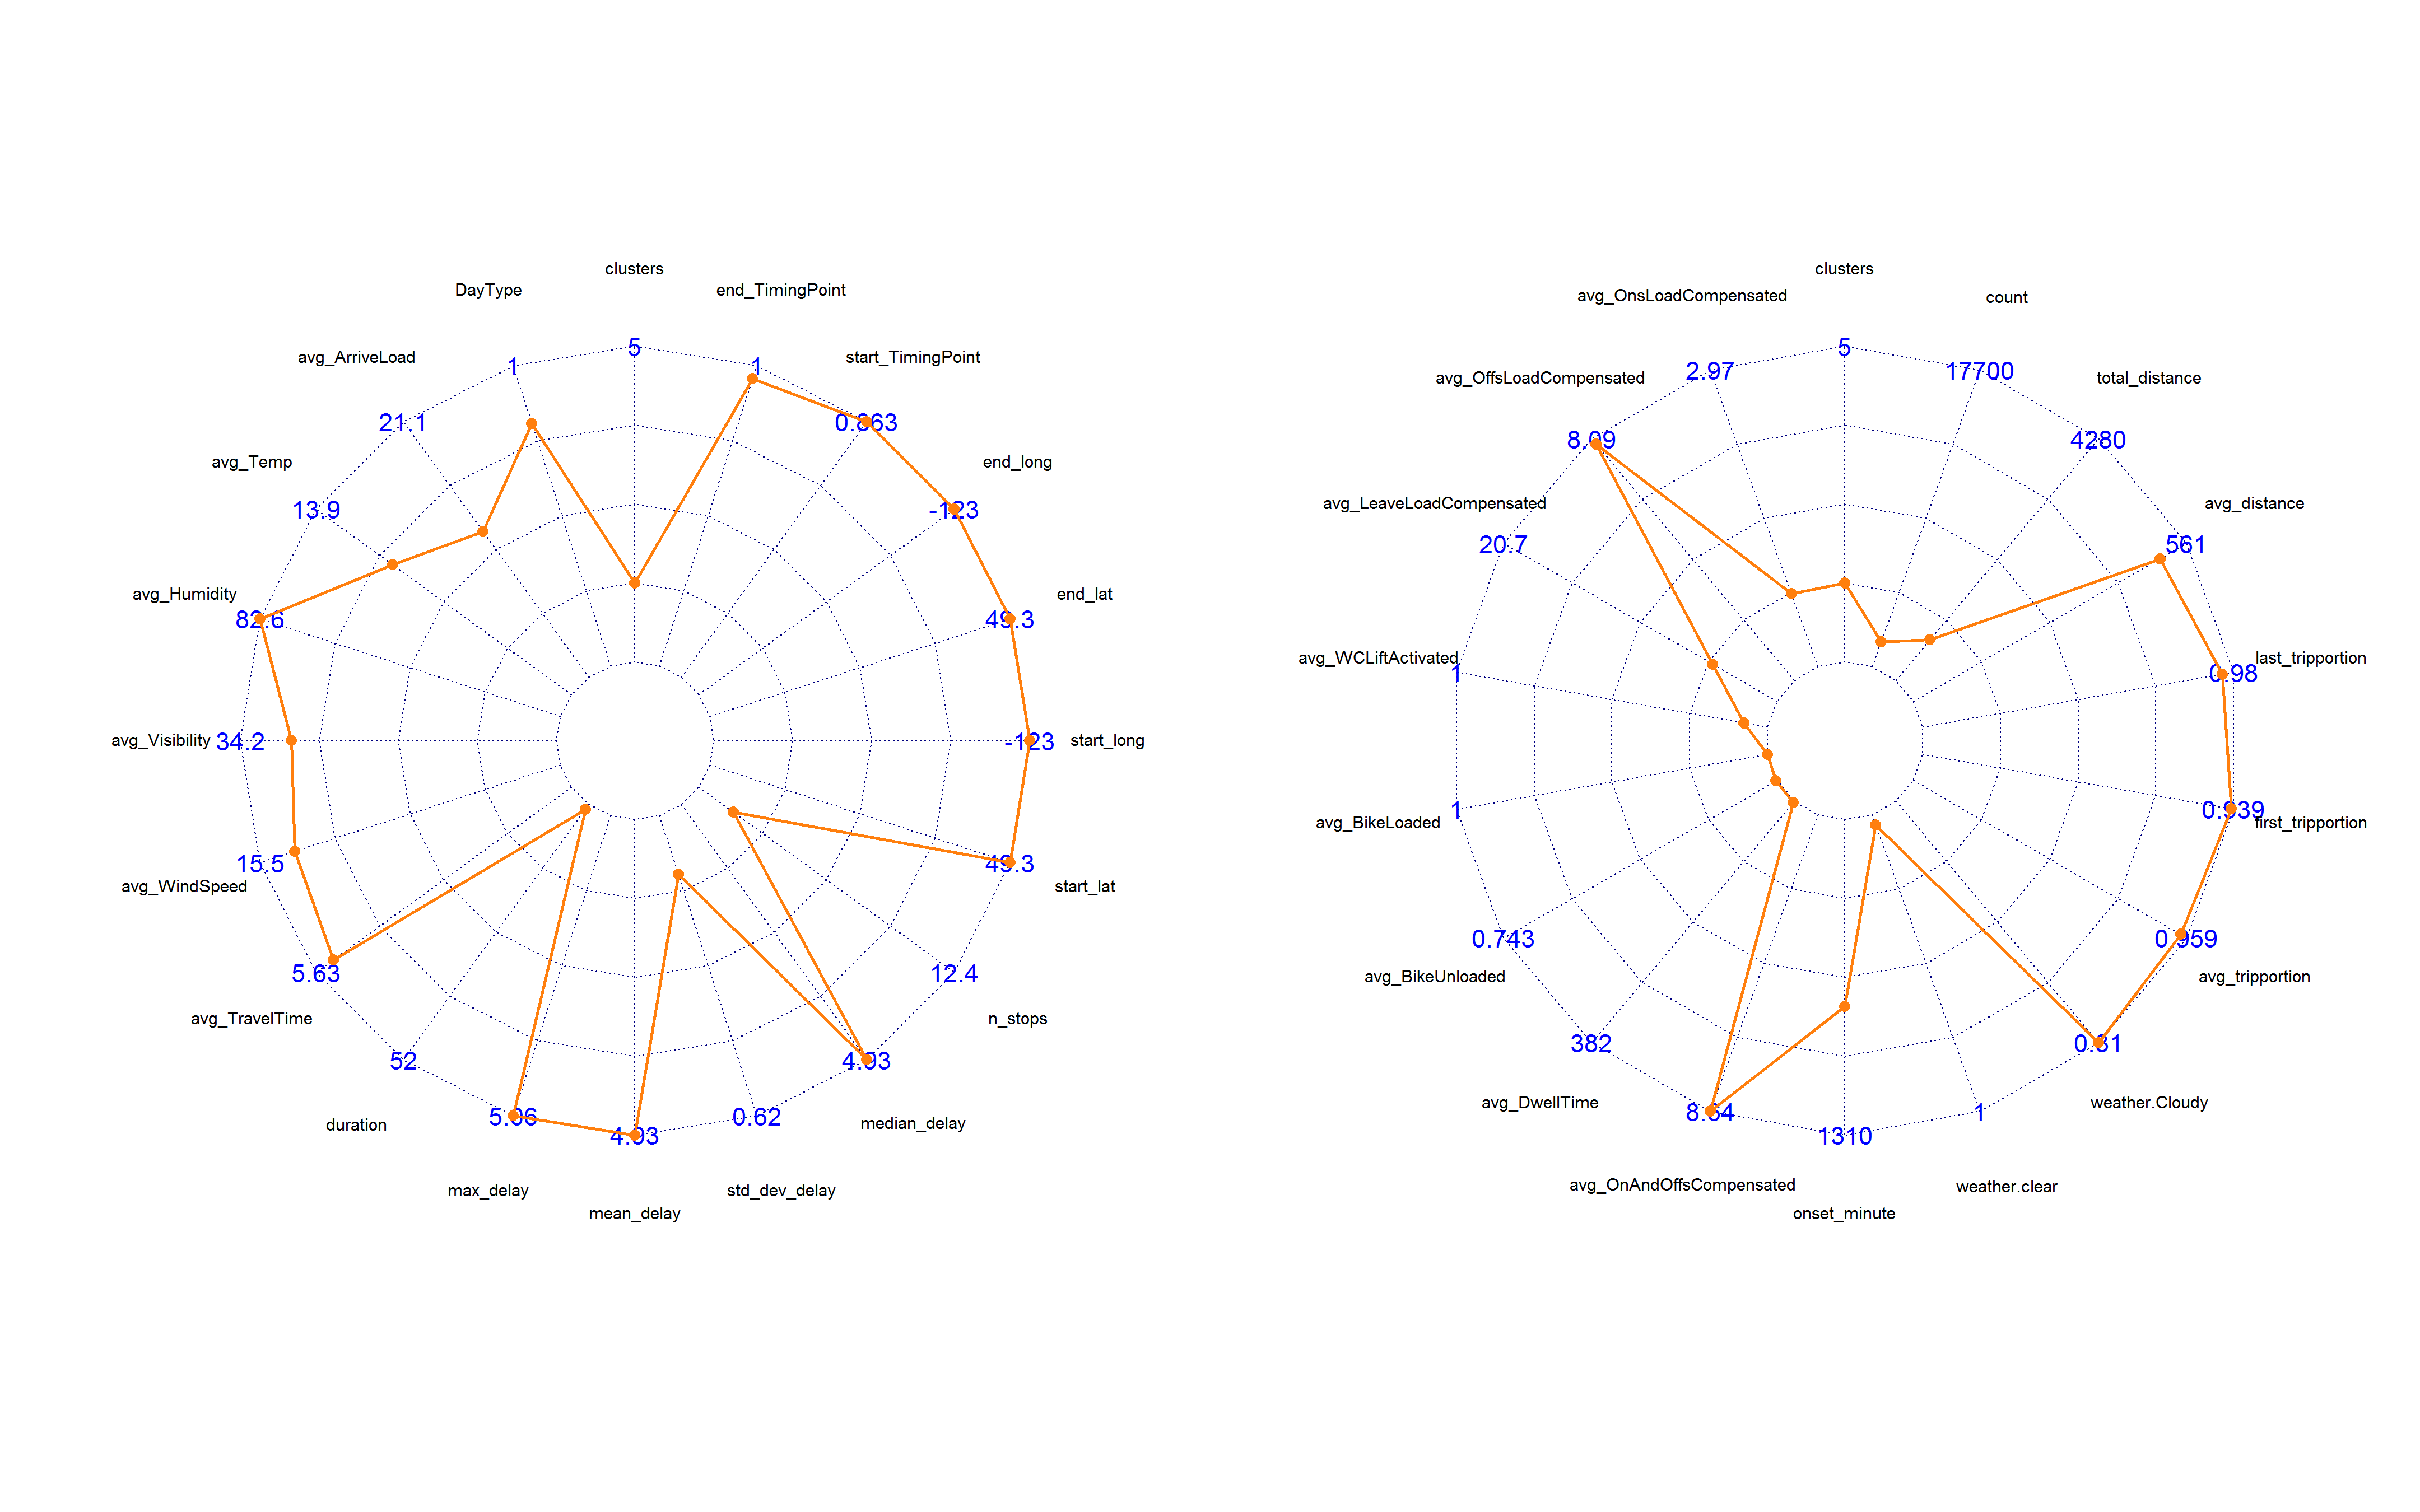 clusters
DayType
end_TimingPoint
avg_ArriveLoad
start_TimingPoint
avg_Temp
end_long
avg_Humidity
end_lat
avg_Visibility
start_long
avg_WindSpeed
start_lat
avg_TravelTime
n_stops
duration
median_delay
max_delay
std_dev_delay
mean_delay
5
1
1
21.1
0.863
13.9
-123
82.6
49.3
34.2
-123
15.5
49.3
5.63
12.4
52
4.93
5.06
0.62
4.93
clusters
avg_OnsLoadCompensated
count
avg_OffsLoadCompensated
total_distance
avg_LeaveLoadCompensated
avg_distance
avg_WCLiftActivated
last_tripportion
avg_BikeLoaded
first_tripportion
avg_BikeUnloaded
avg_tripportion
avg_DwellTime
weather.Cloudy
avg_OnAndOffsCompensated
weather.clear
onset_minute
5
2.97
17700
8.09
4280
20.7
561
1
0.98
1
0.939
0.743
0.959
382
0.31
8.64
1
1310